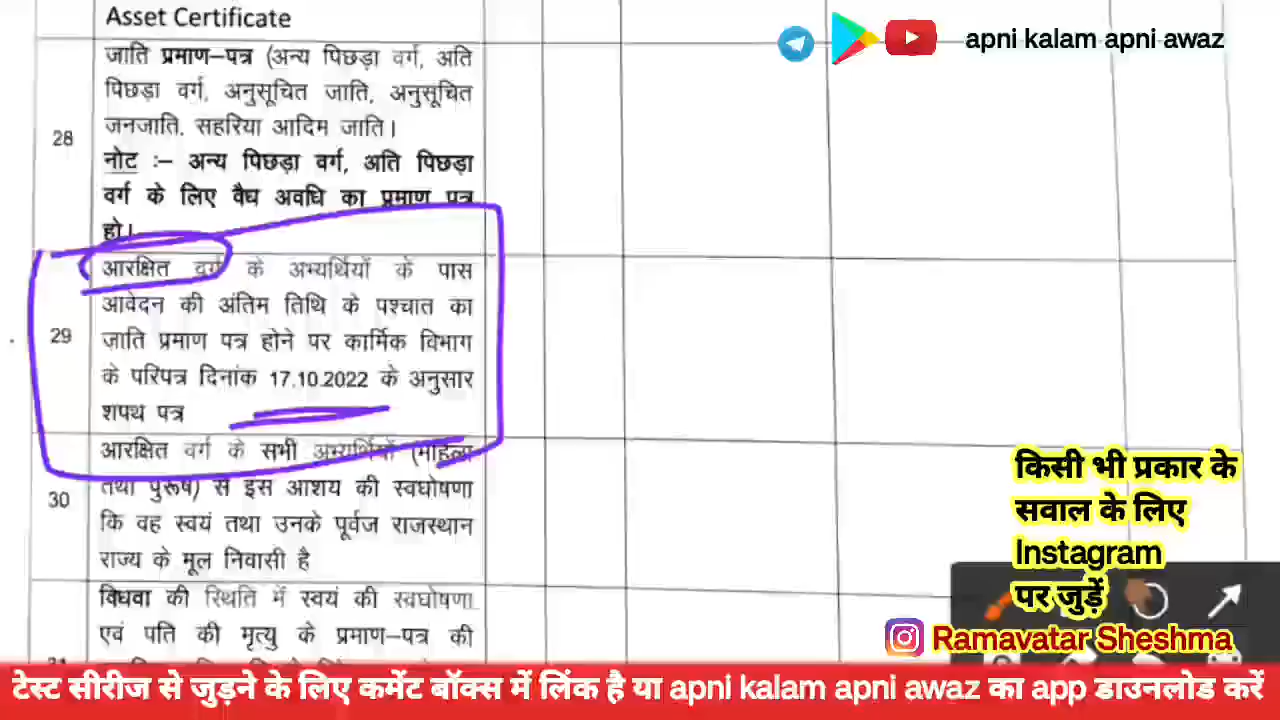 Asset Certificate
apni kalam apni awaz
28
जाति प्रमाण-पत्र (अन्य पिछड़ा वर्ग, अति
पिछड़ा वर्ग, अनुसूचित जाति, अनुसूचित
जनजाति, सहरिया आदिम जाति।
नोट :- अन्य पिछड़ा वर्ग, अति पिछड़ा
वर्ग के लिए वैध अवधि का प्रमाण पत्र
हो।
29
आरक्षित वर्ग के अभ्यर्थियों के पास
आवेदन की अंतिम तिथि के पश्चात का
जाति प्रमाण पत्र होने पर कार्मिक विभाग
के परिपत्र दिनांक 17.10.2022 के अनुसार
शपथ पत्र
30
आरक्षित वर्ग के सभी अभ्यर्थियों (महिला
तथा पुरूष) से इस आशय की स्वघोषणा
कि वह स्वयं तथा उनके पूर्वज राजस्थान
राज्य के मूल निवासी है
विधवा की स्थिति में स्वयं की स्वघोषणा
एवं पति की मृत्यु के प्रमाण-पत्र की
किसी भी प्रकार के
सवाल के लिए
Instagram
पर जुड़ें
Ramavatar Sheshma
टेस्ट सीरीज से जुड़ने के लिए कमेंट बॉक्स में लिंक है या apni kalam apni awaz का app डाउनलोड करें